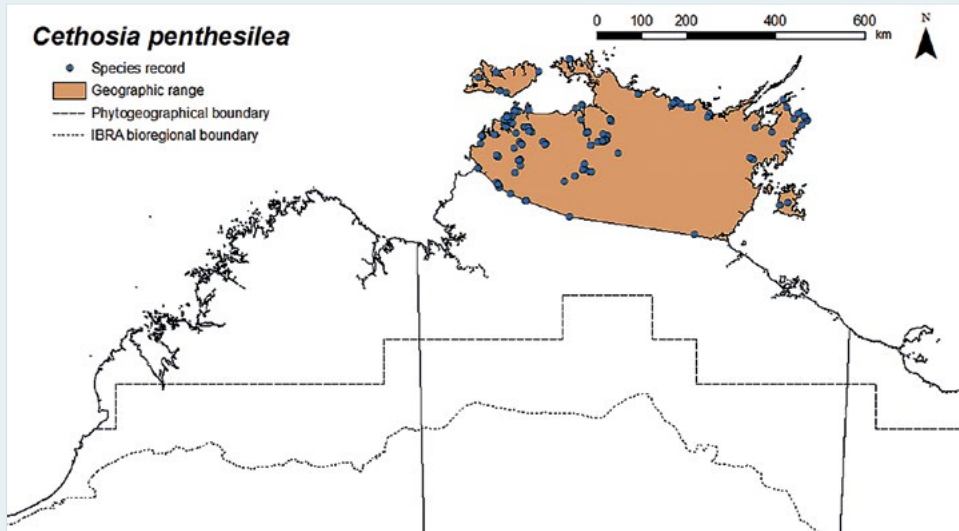 Cethosia penthesilea
Species record
Geographic range
Phytogeographical boundary
IBRA bioregional boundary
0 100 200 400 600
km
N